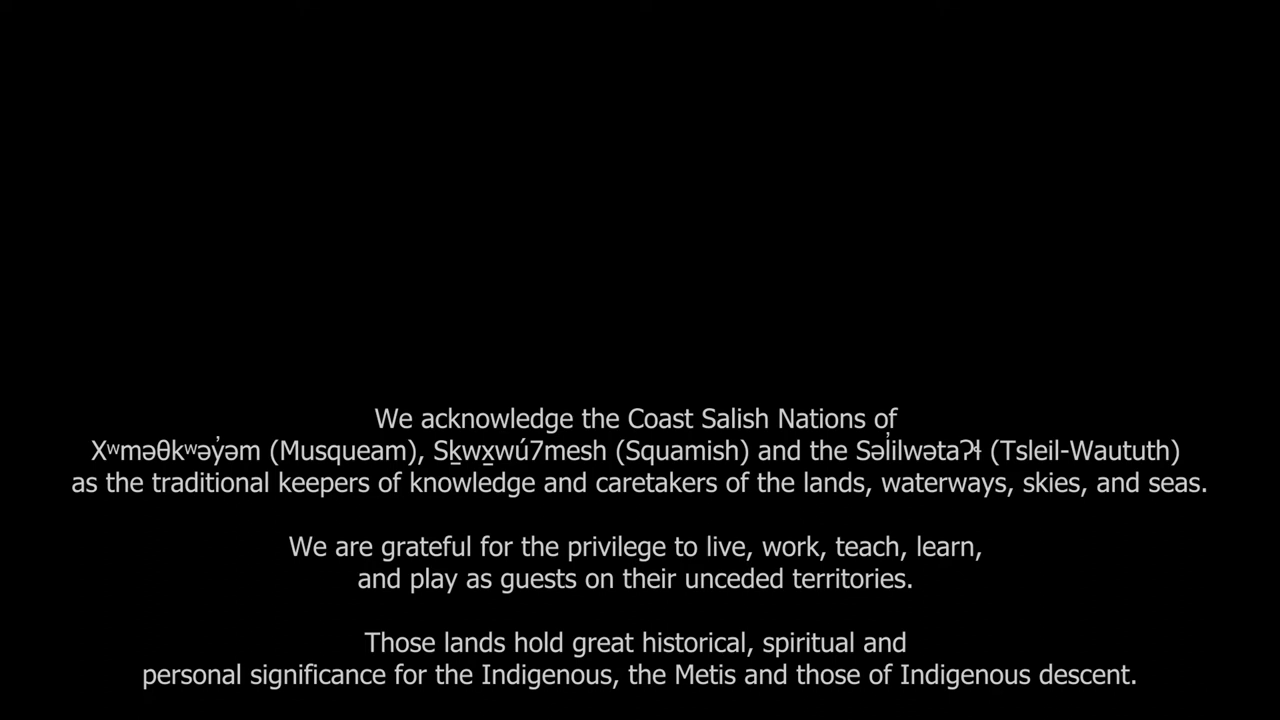 We acknowledge the Coast Salish Nations of
Xʷməθkʷəy̓əm (Musqueam), Sḵwx̱wú7mesh (Squamish) and the Səl̓ilwətaɁɬ (Tsleil-Waututh)
as the traditional keepers of knowledge and caretakers of the lands, waterways, skies, and seas.
We are grateful for the privilege to live, work, teach, learn,
and play as guests on their unceded territories.
Those lands hold great historical, spiritual and
personal significance for the Indigenous, the Metis and those of Indigenous descent.